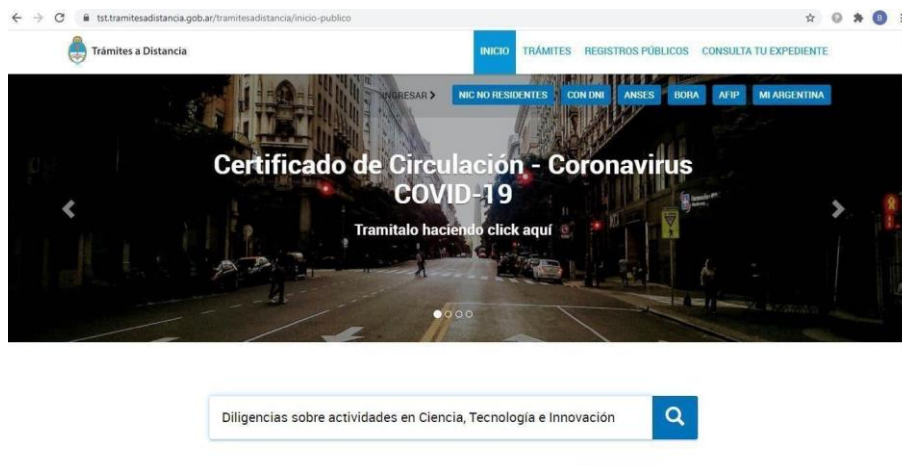 tst.tramitesadistancia.gob.ar/tramitesadistancia/inicio-publico
B
Trámites a Distancia
INICIO TRÁMITES REGISTROS PÚBLICOS CONSULTA TU EXPEDIENTE
INGRESAR NIC NO RESIDENTES CON DNI ANSES BORA AFIP MI ARGENTINA
Certificado de Circulación - Coronavirus
COVID-19
Tramitalo haciendo click aquí
Diligencias sobre actividades en Ciencia, Tecnología e Innovación